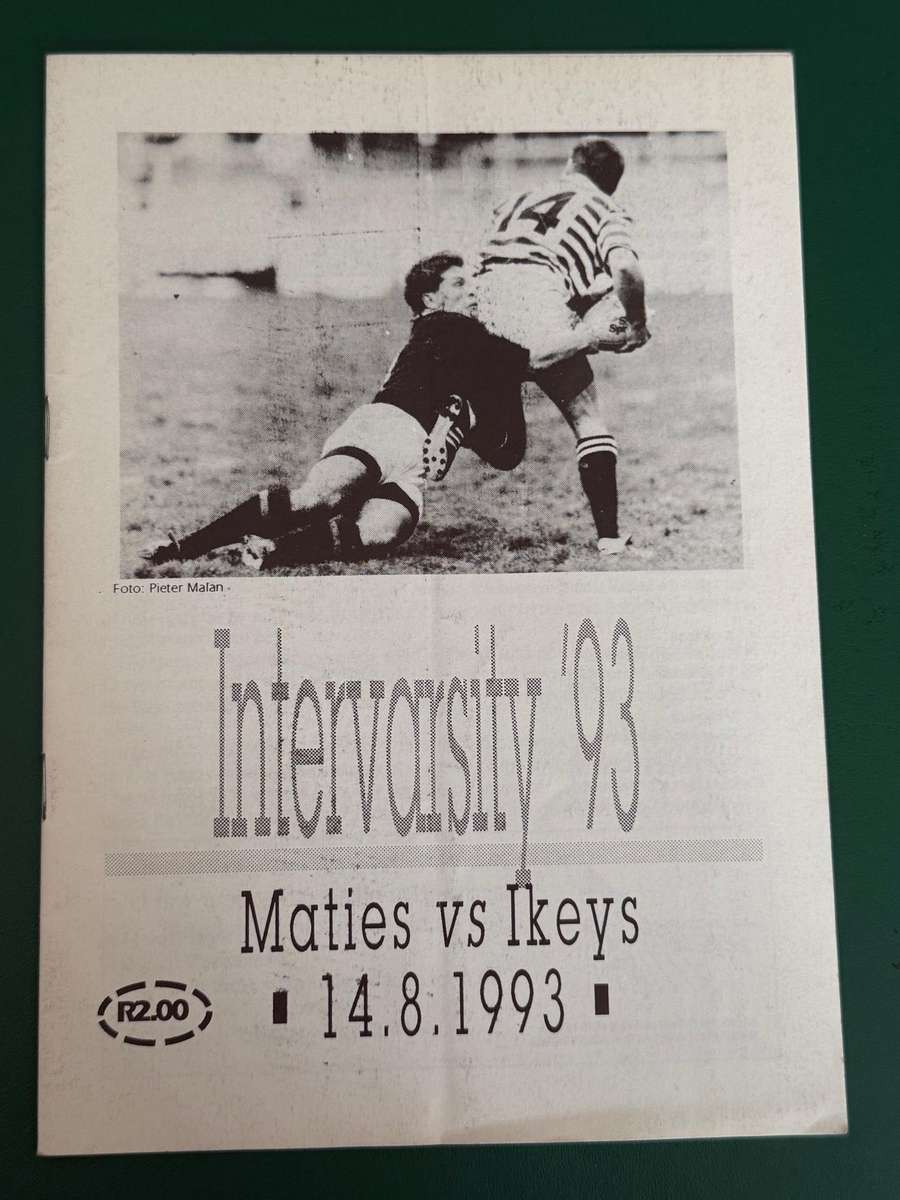 14
Foto: Pieter Malan
Intervarsity '93
Maties vs Ikeys
14.8.1993
R2.00